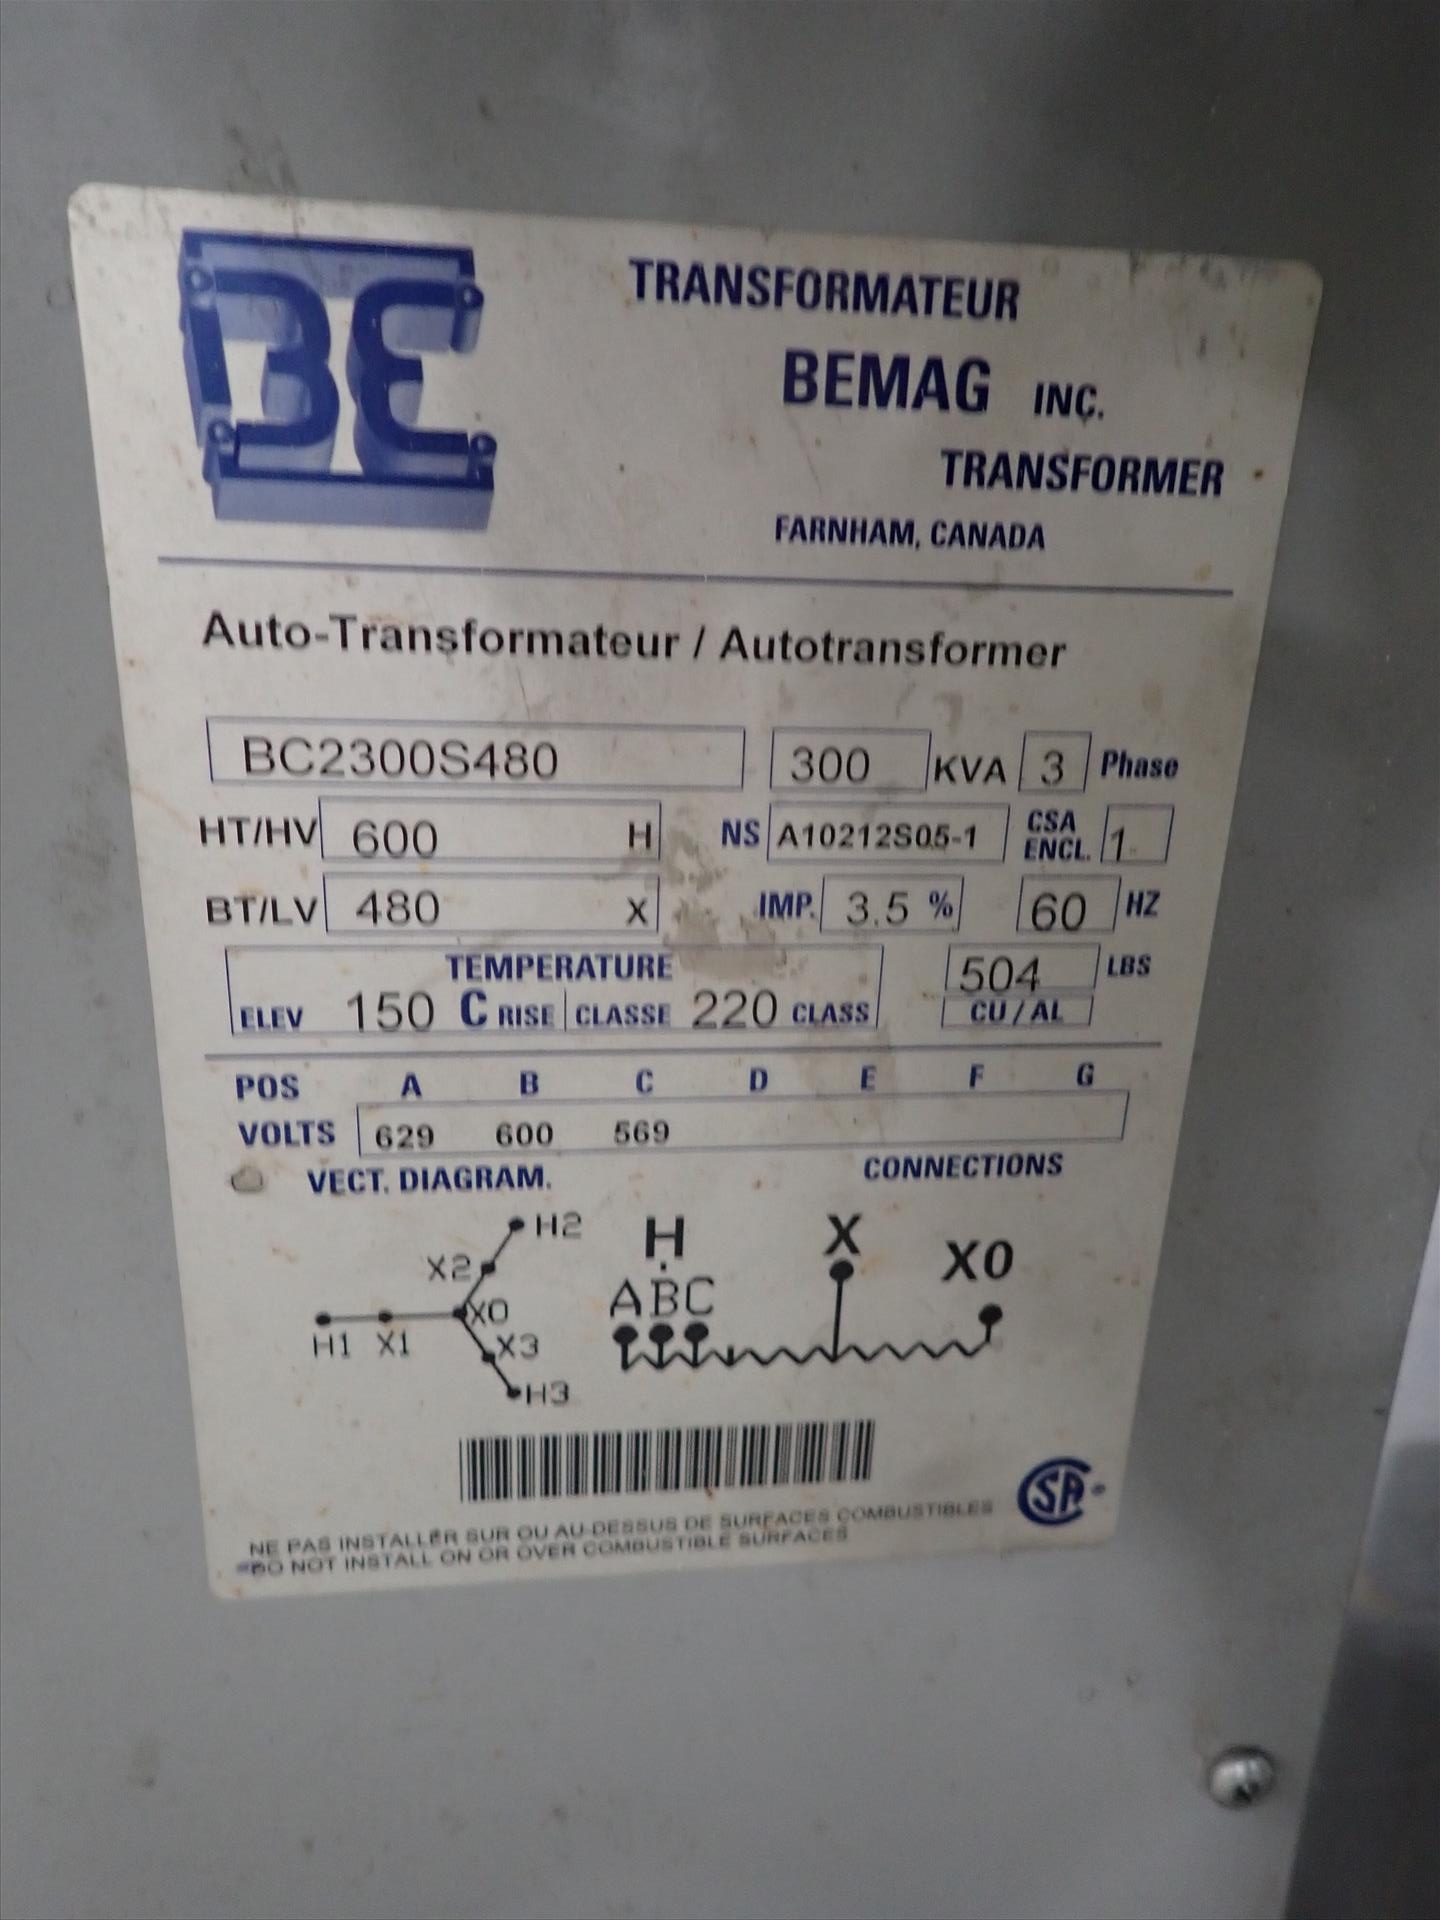 BE
TRANSFORMATEUR
BEMAG INC.
TRANSFORMER
FARNHAM, CANADA
Auto-Transformateur / Autotransformer
BC2300S480 300 KVA 3 Phase
HT/HV 600 H NS A10212S05-1 CSA ENCL. 1
BT/LV 480 X IMP. 3.5 % 60 HZ
TEMPERATURE 504 LBS
ELEV 150 C RISE CLASSE 220 CLASS CU / AL
POS A B C D E F G
VOLTS 629 600 569
VECT. DIAGRAM. CONNECTIONS
H2 H X X0
X2 ABC
X0
H1 X1 X3
H3
CSA
NE PAS INSTALLER SUR OU AU-DESSUS DE SURFACES COMBUSTIBLES
DO NOT INSTALL ON OR OVER COMBUSTIBLE SURFACES